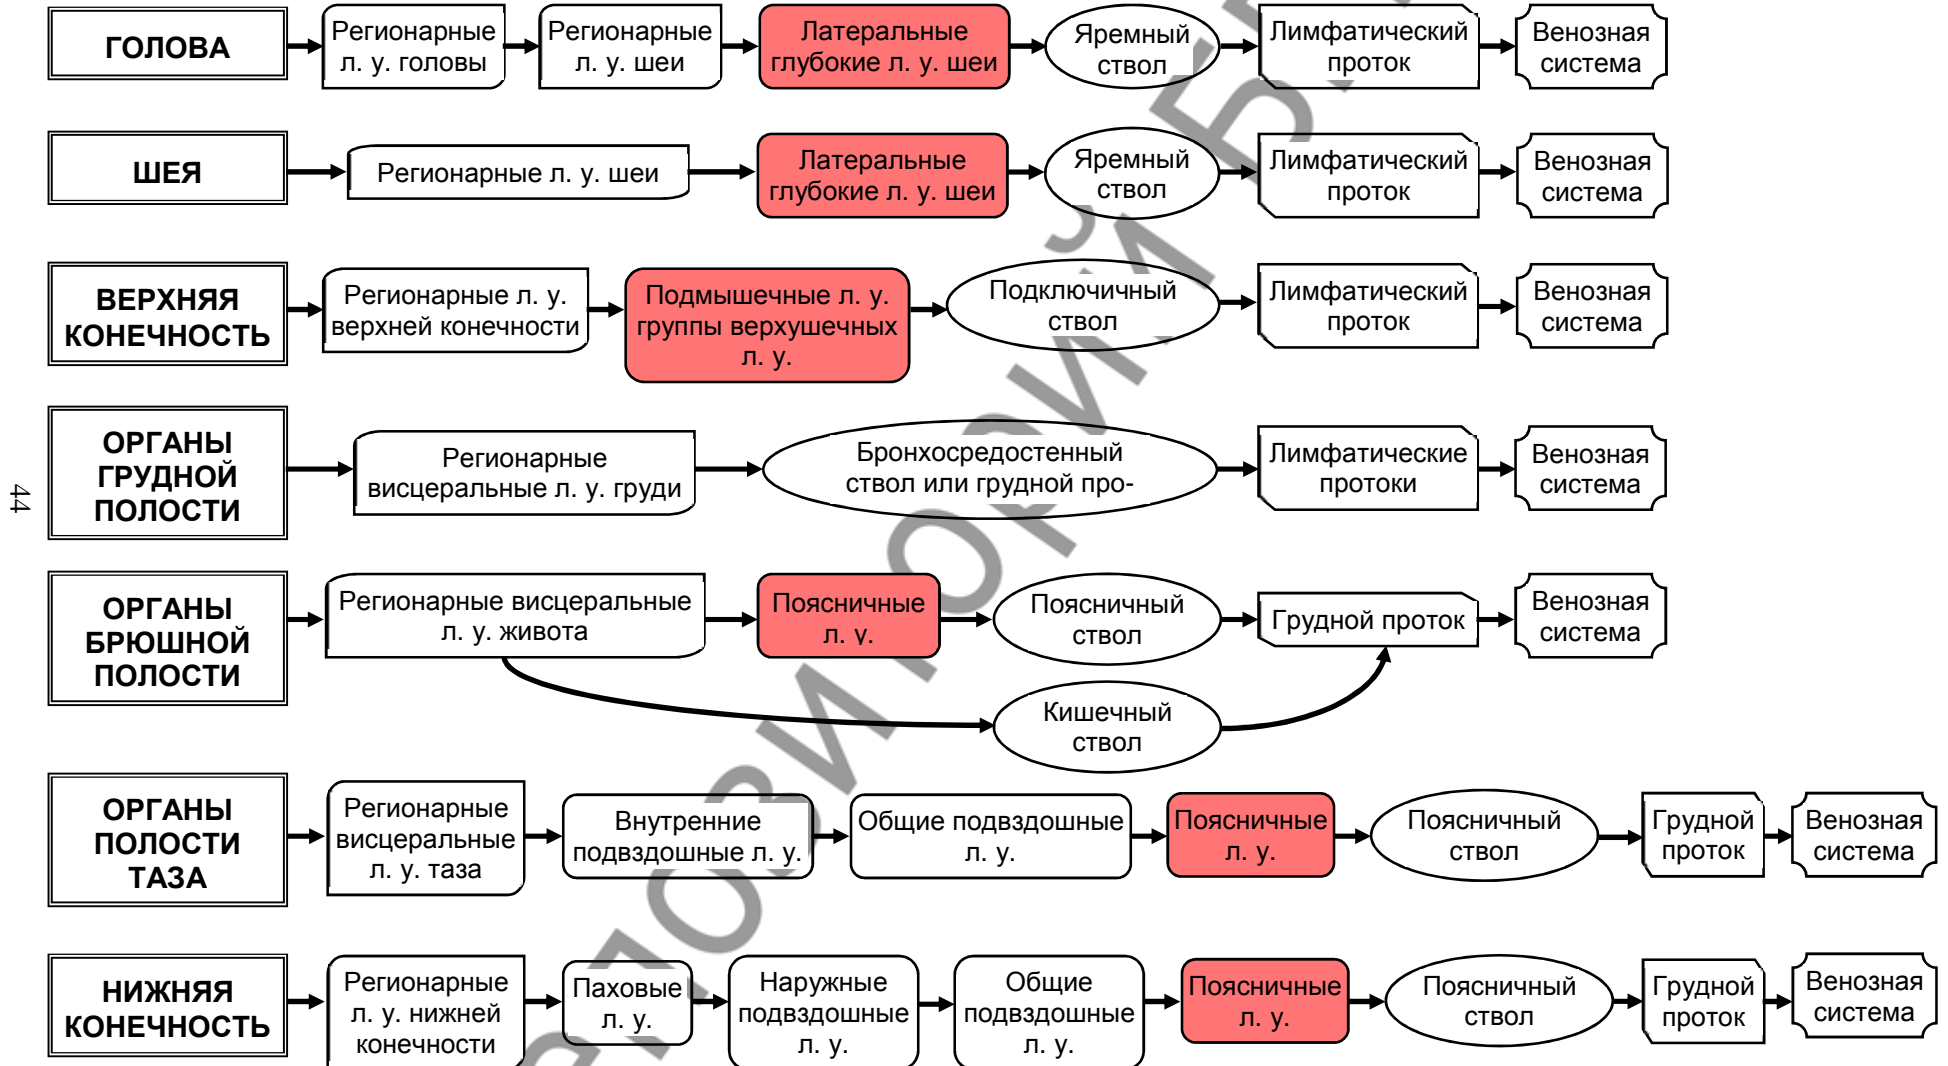 ГОЛОВА
Регионарные
л. у. головы
Регионарные
л. у. шеи
Латеральные
глубокие л. у. шеи
Яремный
ствол
Лимфатический
проток
Венозная
система
ШЕЯ
Регионарные л. у. шеи
Латеральные
глубокие л. у. шеи
Яремный
ствол
Лимфатический
проток
Венозная
система
ВЕРХНЯЯ
КОНЕЧНОСТЬ
Регионарные л. у.
верхней конечности
Подмышечные л. у.
группы верхушечных
л. у.
Подключичный
ствол
Лимфатический
проток
Венозная
система
ОРГАНЫ
ГРУДНОЙ
ПОЛОСТИ
Регионарные
висцеральные л. у. груди
Бронхосредостенный
ствол или грудной про-
Лимфатические
протоки
Венозная
система
44
ОРГАНЫ
БРЮШНОЙ
ПОЛОСТИ
Регионарные висцеральные
л. у. живота
Поясничные
л. у.
Поясничный
ствол
Грудной проток
Венозная
система
Кишечный
ствол
ОРГАНЫ
ПОЛОСТИ
ТАЗА
Регионарные
висцеральные
л. у. таза
Внутренние
подвздошные л. у.
Общие подвздошные
л. у.
Поясничные
л. у.
Поясничный
ствол
Грудной
проток
Венозная
система
НИЖНЯЯ
КОНЕЧНОСТЬ
Регионарные
л. у. нижней
конечности
Паховые
л. у.
Наружные
подвздошные
л. у.
Общие
подвздошные
л. у.
Поясничные
л. у.
Поясничный
ствол
Грудной
проток
Венозная
система